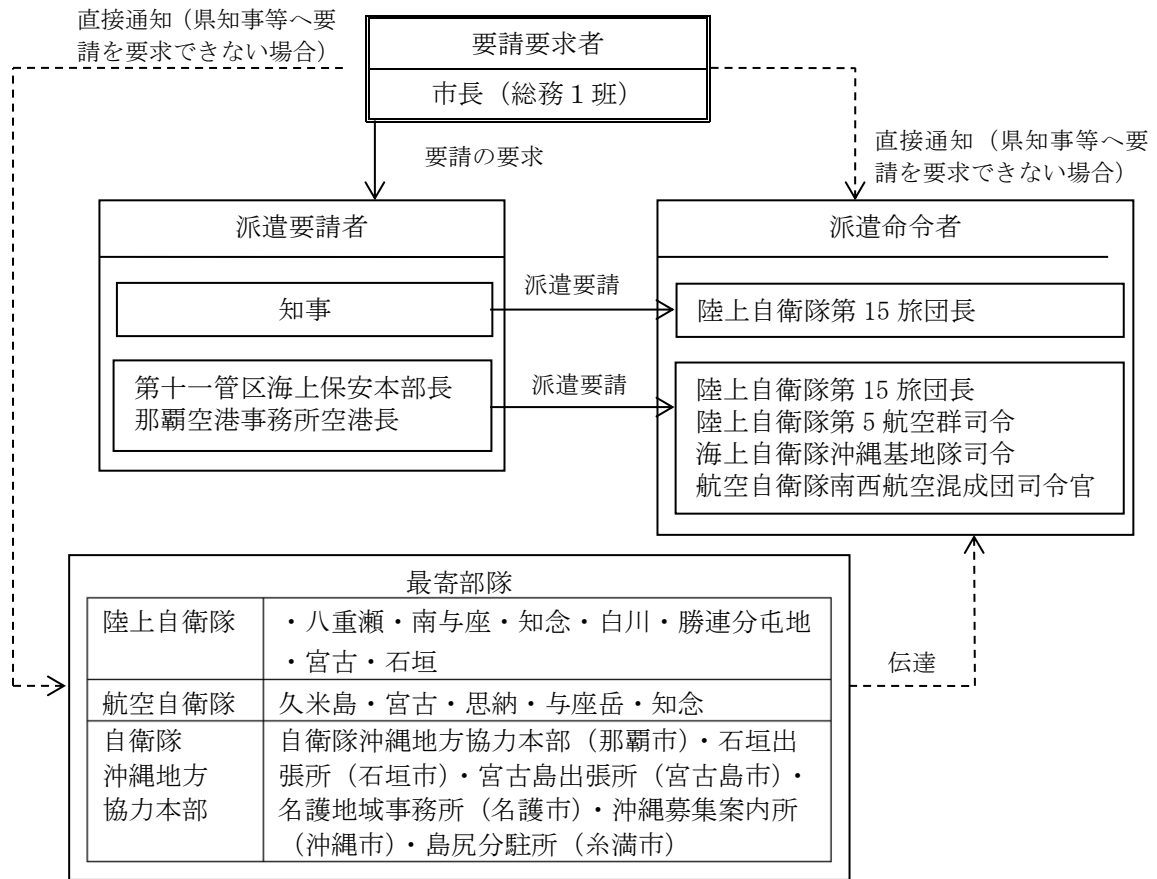 直接通知（県知事等へ要
請を要求できない場合）
要請要求者
市長（総務１班）
要請の要求
直接通知（県知事等へ要
請を要求できない場合）
派遣要請者
派遣命令者
知事
派遣要請
陸上自衛隊第 15 旅団長
第十一管区海上保安本部長
那覇空港事務所空港長
派遣要請
陸上自衛隊第 15 旅団長
陸上自衛隊第 5 航空群司令
海上自衛隊沖縄基地隊司令
航空自衛隊南西航空混成団司令官
最寄部隊
陸上自衛隊
・八重瀬・南与座・知念・白川・勝連分屯地
・宮古・石垣
航空自衛隊
久米島・宮古・思納・与座岳・知念
自衛隊
沖縄地方
協力本部
自衛隊沖縄地方協力本部（那覇市）・石垣出
張所（石垣市）・宮古島出張所（宮古島市）・
名護地域事務所（名護市）・沖縄募集案内所
（沖縄市）・島尻分駐所（糸満市）
伝達